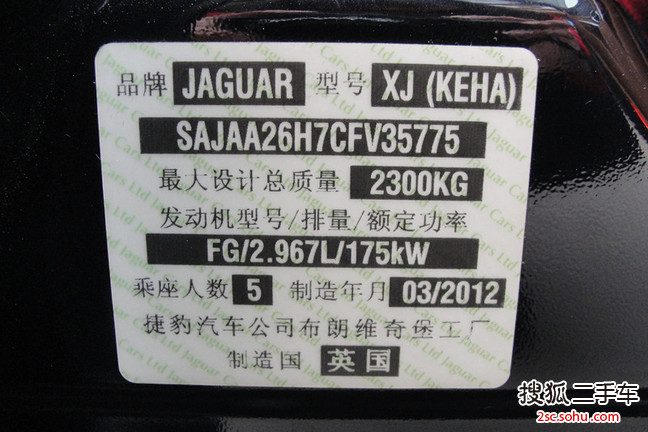 品牌 JAGUAR 型号 XJ (KEHA)
SAJAA26H7CFV35775
最大设计总质量 2300KG
发动机型号/排量/额定功率
FG/2.967L/175kW
乘座人数 5 制造年月 03/2012
捷豹汽车公司布朗维奇堡工厂
制造国 英国
搜狐二手车
2sc.sohu.com